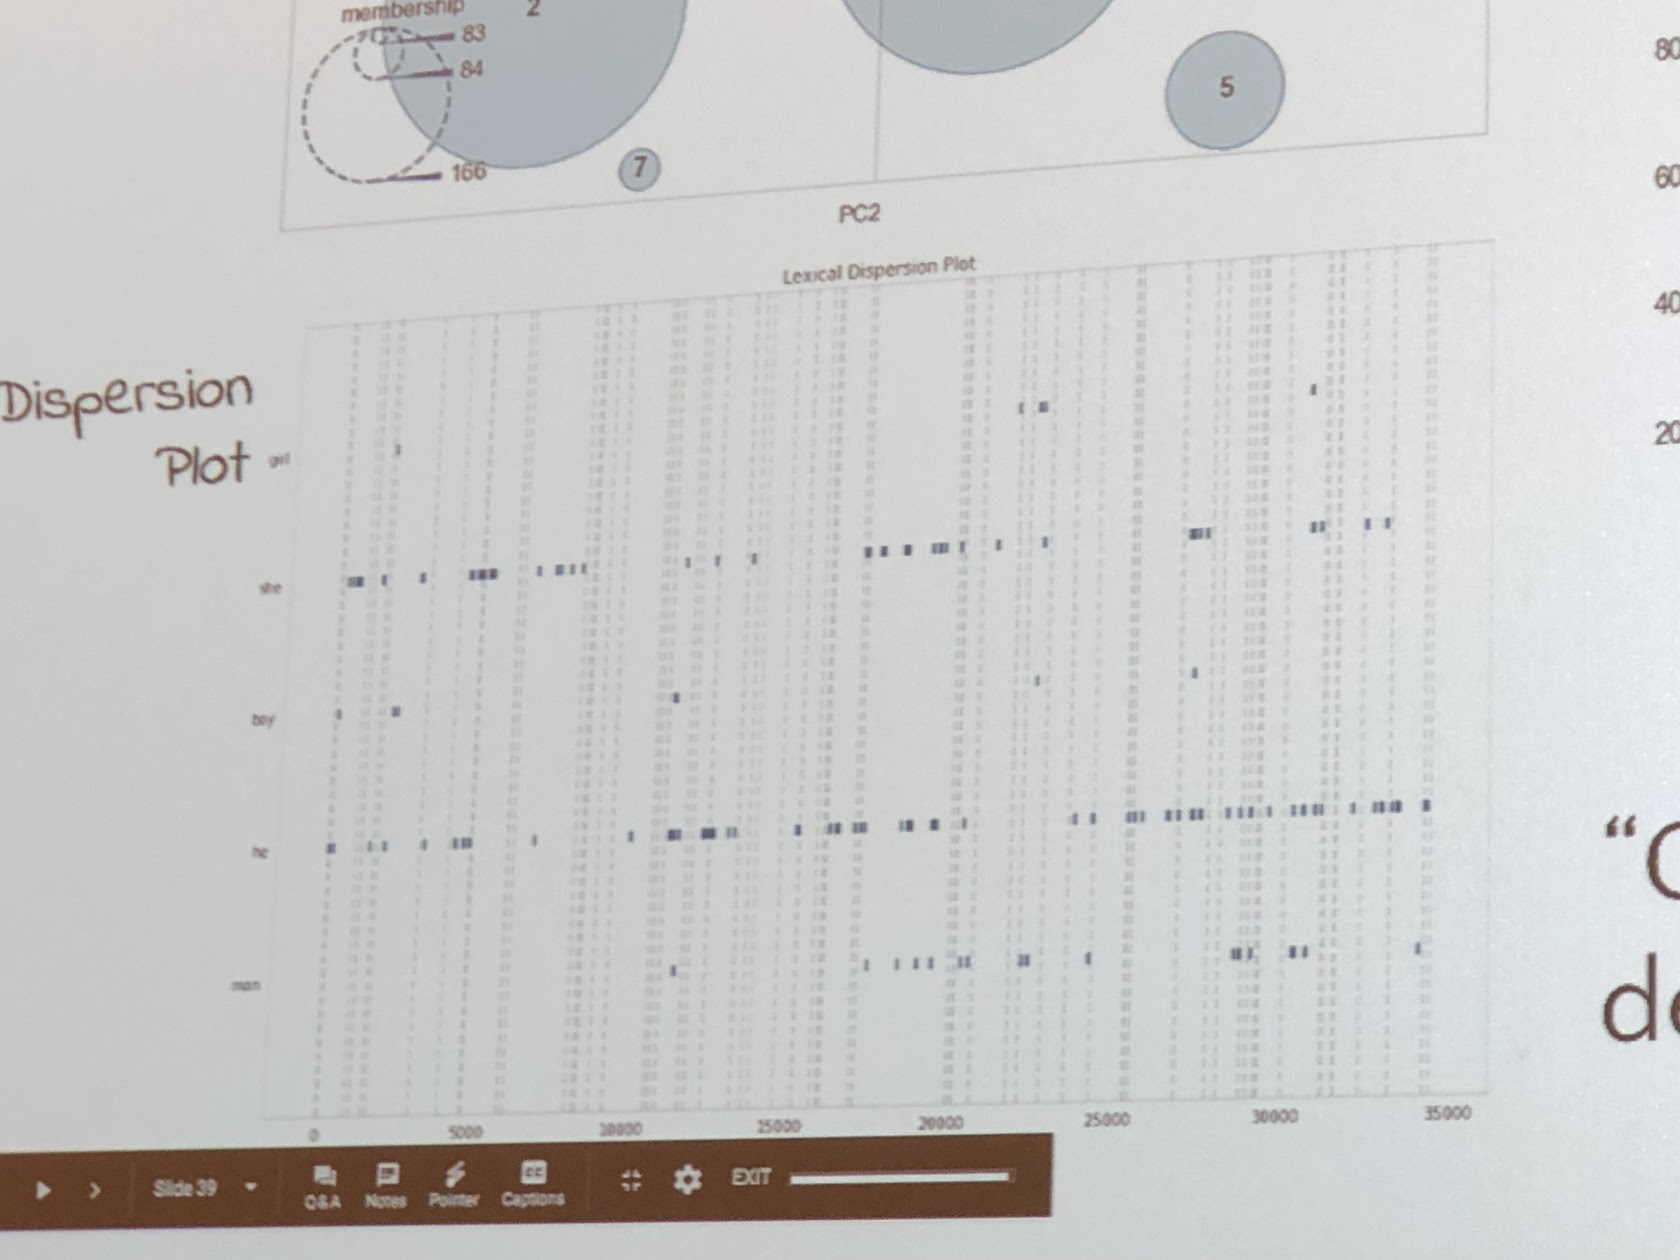 membership
2
83
84
166
7
5
PC2
80
60
40
20
Lexical Dispersion Plot
Dispersion
Plot
girl
she
boy
he
man
0
5000
10000
15000
20000
25000
30000
35000
Slide 39
Q&A
Notes
Pointer
CC
Captions
EXIT